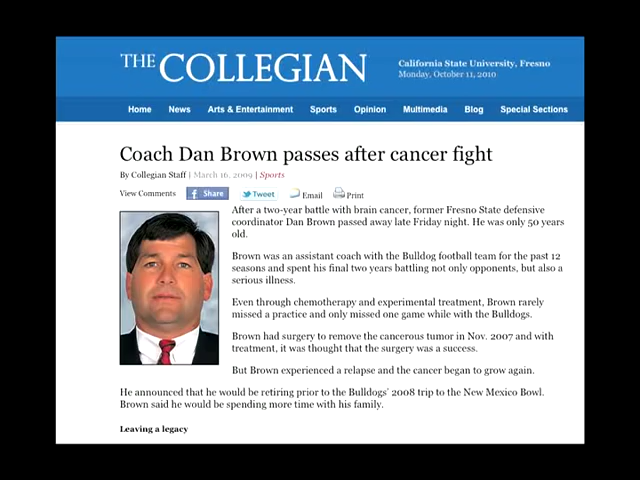 THE COLLEGIAN
California State University, Fresno
Monday, October 11, 2010
Home News Arts & Entertainment Sports Opinion Multimedia Blog Special Sections
Coach Dan Brown passes after cancer fight
By Collegian Staff | March 16, 2009 | Sports
View Comments f Share Tweet Email Print
After a two-year battle with brain cancer, former Fresno State defensive
coordinator Dan Brown passed away late Friday night. He was only 50 years
old.
Brown was an assistant coach with the Bulldog football team for the past 12
seasons and spent his final two years battling not only opponents, but also a
serious illness.
Even through chemotherapy and experimental treatment, Brown rarely
missed a practice and only missed one game while with the Bulldogs.
Brown had surgery to remove the cancerous tumor in Nov. 2007 and with
treatment, it was thought that the surgery was a success.
But Brown experienced a relapse and the cancer began to grow again.
He announced that he would be retiring prior to the Bulldogs' 2008 trip to the New Mexico Bowl.
Brown said he would be spending more time with his family.
Leaving a legacy